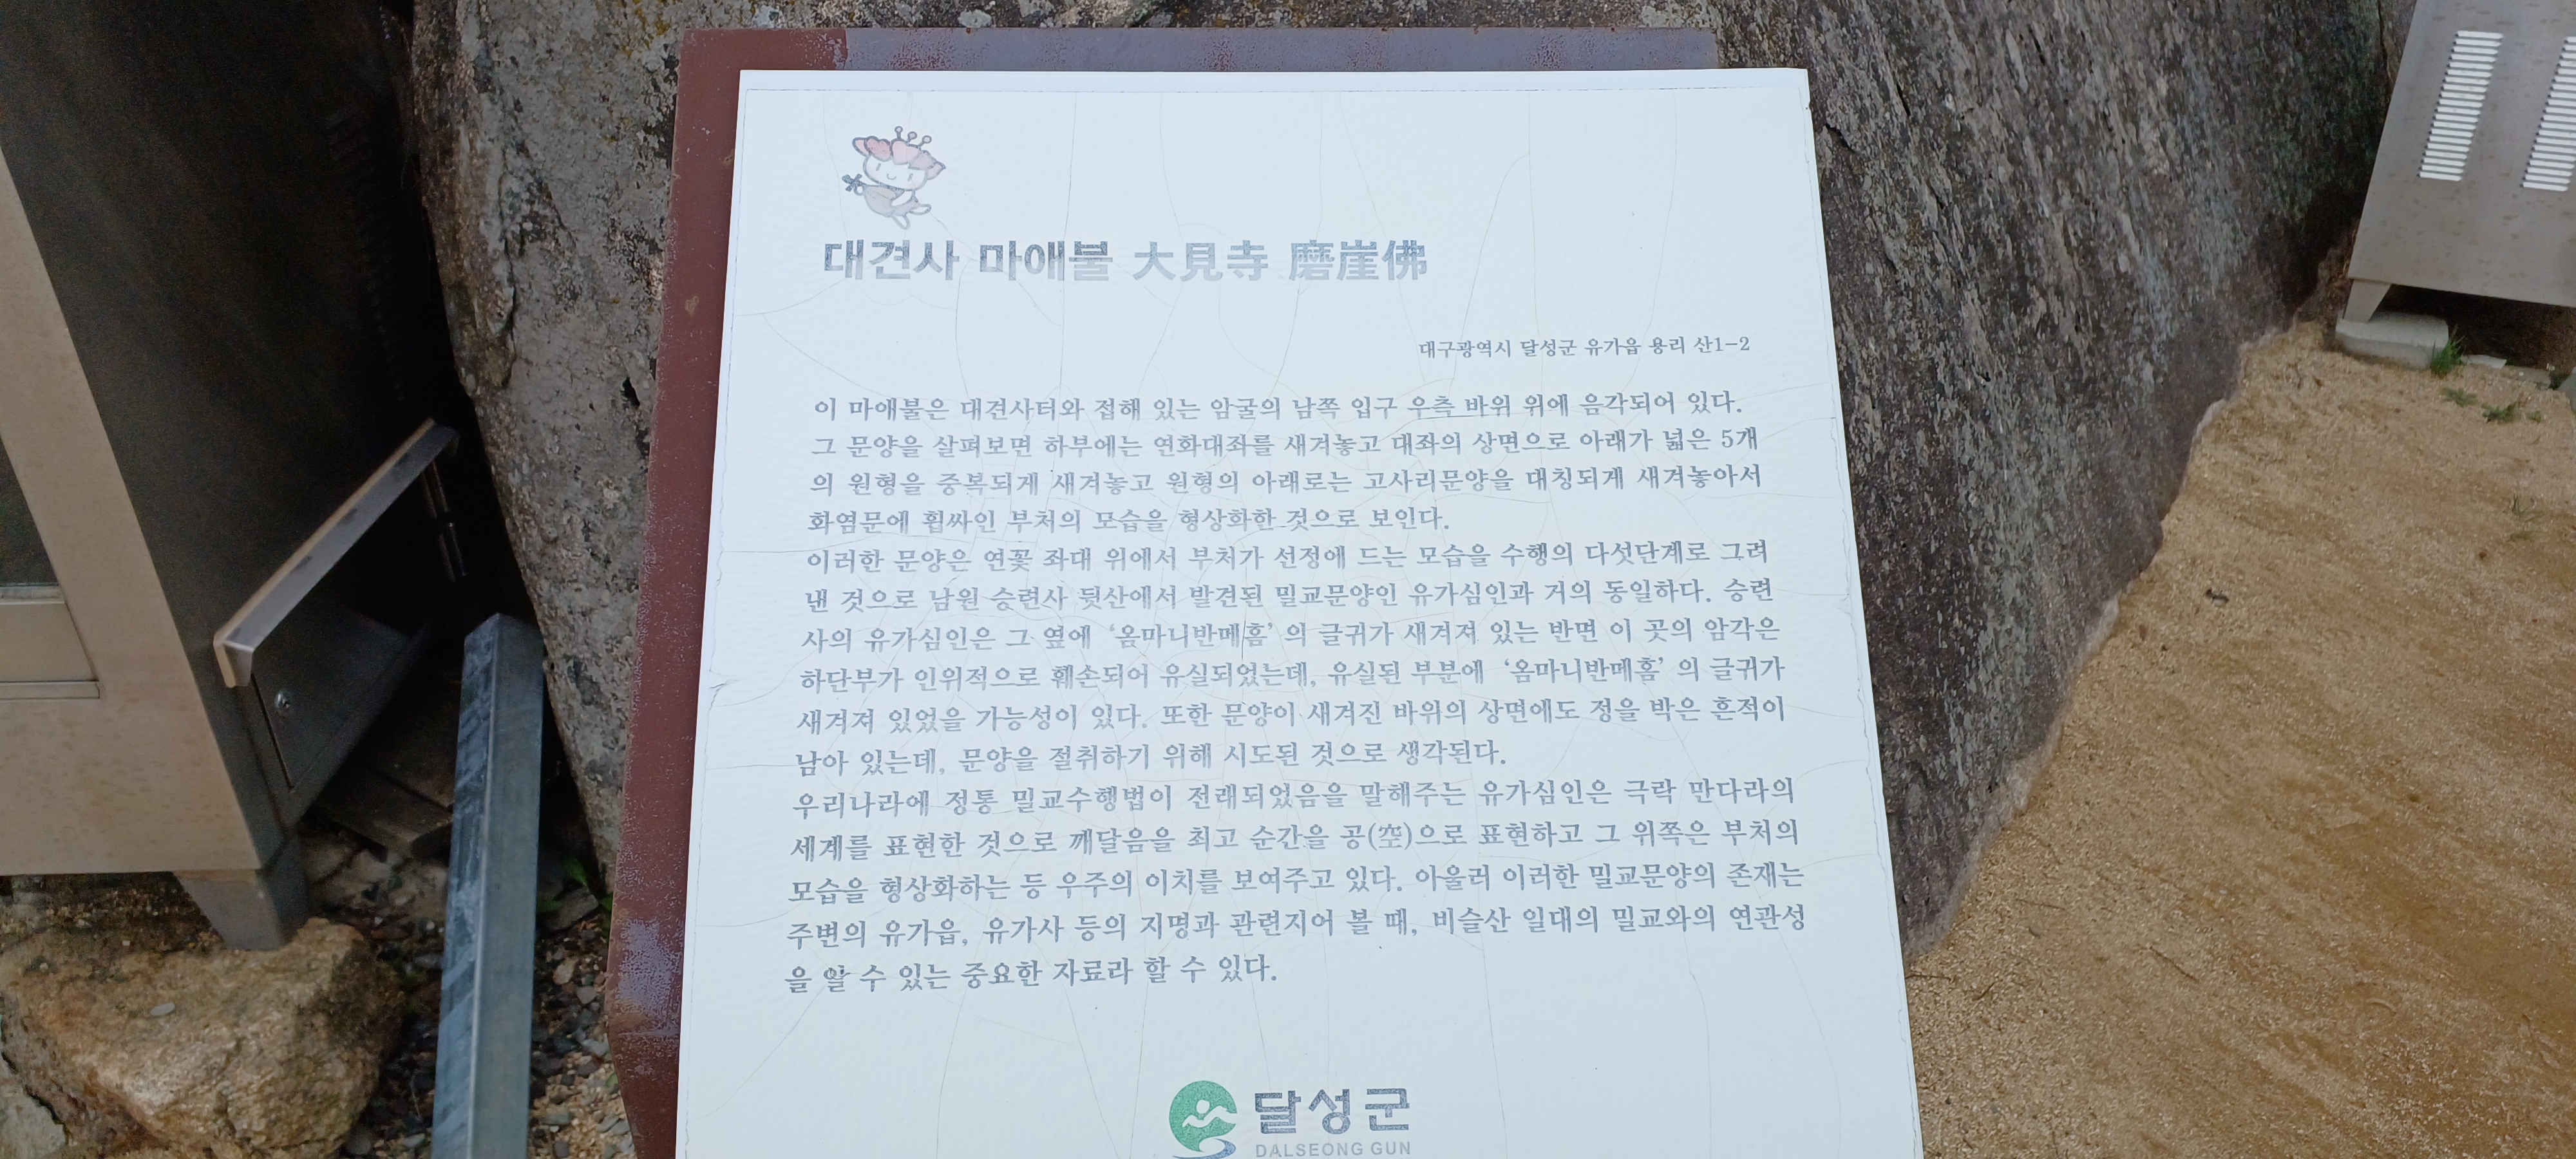 대견사 마애불 大見寺 磨崖佛
대구광역시 달성군 유가읍 용리 산1-2
이 마애불은 대견사터와 접해 있는 암굴의 남쪽 입구 우측 바위 위에 음각되어 있다.
그 문양을 살펴보면 하부에는 연화대좌를 새겨놓고 대좌의 상면으로 아래가 넓은 5개
의 원형을 중복되게 새겨놓고 원형의 아래로는 고사리문양을 대칭되게 새겨놓아서
화염문에 휩싸인 부처의 모습을 형상화한 것으로 보인다.
이러한 문양은 연꽃 좌대 위에서 부처가 선정에 드는 모습을 수행의 다섯단계로 그려
낸 것으로 남원 승련사 뒷산에서 발견된 밀교문양인 유가심인과 거의 동일하다. 승련
사의 유가심인은 그 옆에 '옴마니반메훔' 의 글귀가 새겨져 있는 반면 이 곳의 암각은
하단부가 인위적으로 훼손되어 유실되었는데, 유실된 부분에 '옴마니반메훔' 의 글귀가
새겨져 있었을 가능성이 있다. 또한 문양이 새겨진 바위의 상면에도 정을 박은 흔적이
남아 있는데, 문양을 절취하기 위해 시도된 것으로 생각된다.
우리나라에 정통 밀교수행법이 전래되었음을 말해주는 유가심인은 극락 만다라의
세계를 표현한 것으로 깨달음을 최고 순간을 공(空)으로 표현하고 그 위쪽은 부처의
모습을 형상화하는 등 우주의 이치를 보여주고 있다. 아울러 이러한 밀교문양의 존재는
주변의 유가읍, 유가사 등의 지명과 관련지어 볼 때, 비슬산 일대의 밀교와의 연관성
을 알 수 있는 중요한 자료라 할 수 있다.
달성군
DALSEONG GUN